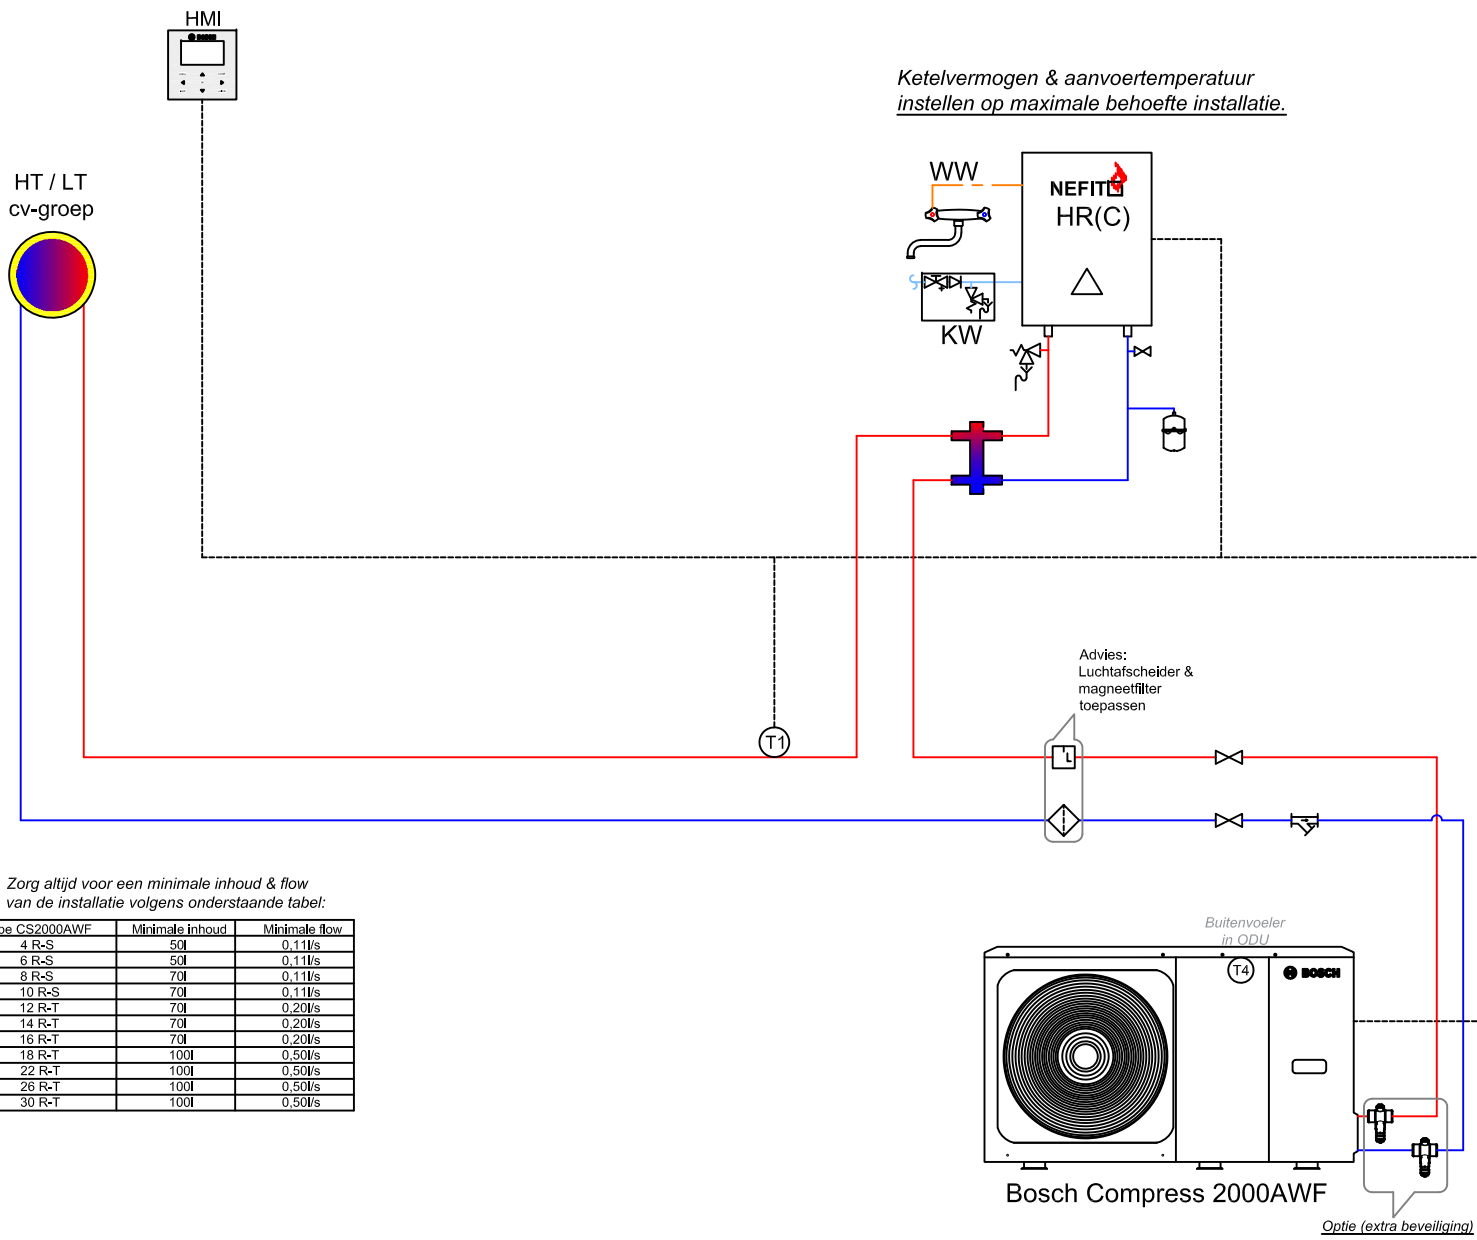 HMI
BOSCH
Ketelvermogen & aanvoertemperatuur
instellen op maximale behoefte installatie.
HT / LT
cv-groep
WW
NEFIT
HR(C)
KW
T1
Advies:
Luchtafscheider &
magneetfilter
toepassen
Zorg altijd voor een minimale inhoud & flow
van de installatie volgens onderstaande tabel:
pe CS2000AWF Minimale inhoud Minimale flow
4 R-S 50l 0,11l/s
6 R-S 50l 0,11l/s
8 R-S 70l 0,11l/s
10 R-S 70l 0,11l/s
12 R-T 70l 0,20l/s
14 R-T 70l 0,20l/s
16 R-T 70l 0,20l/s
18 R-T 100l 0,50l/s
22 R-T 100l 0,50l/s
26 R-T 100l 0,50l/s
30 R-T 100l 0,50l/s
Buitenvoeler
in ODU
T4
BOSCH
Bosch Compress 2000AWF
Optie (extra beveiliging)